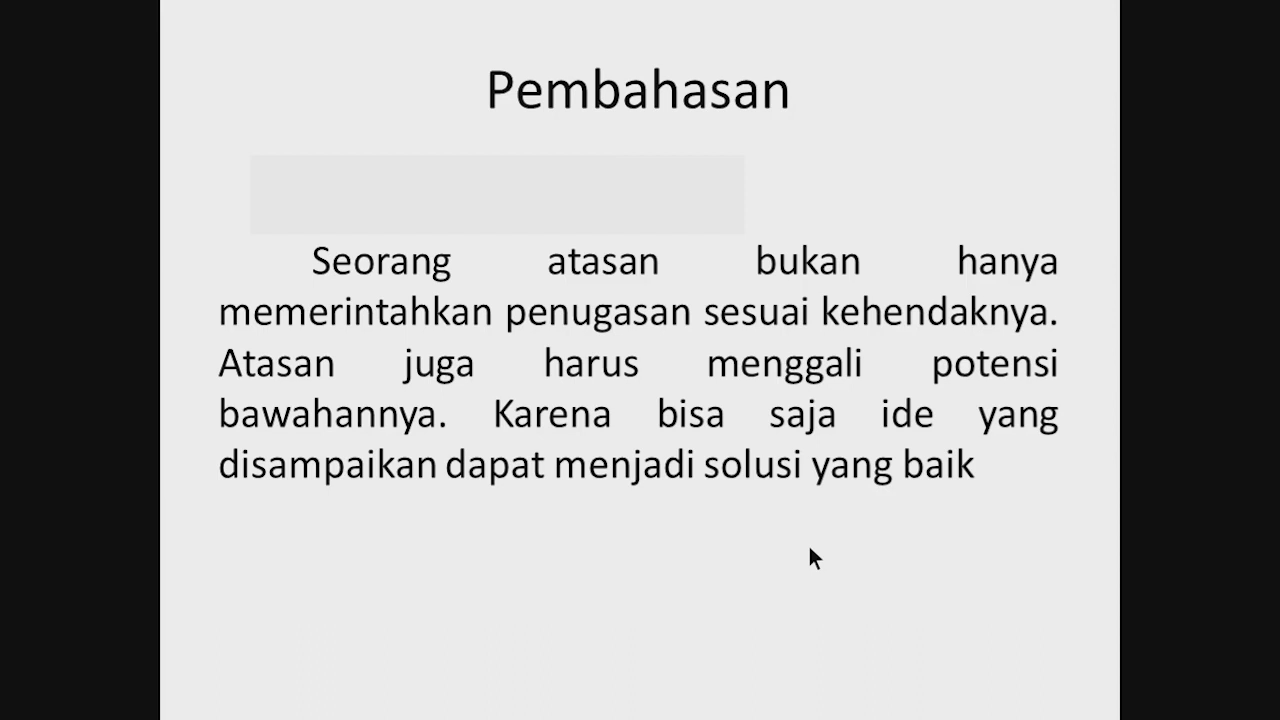 Pembahasan
Seorang atasan bukan hanya
memerintahkan penugasan sesuai kehendaknya.
Atasan juga harus menggali potensi
bawahannya. Karena bisa saja ide yang
disampaikan dapat menjadi solusi yang baik